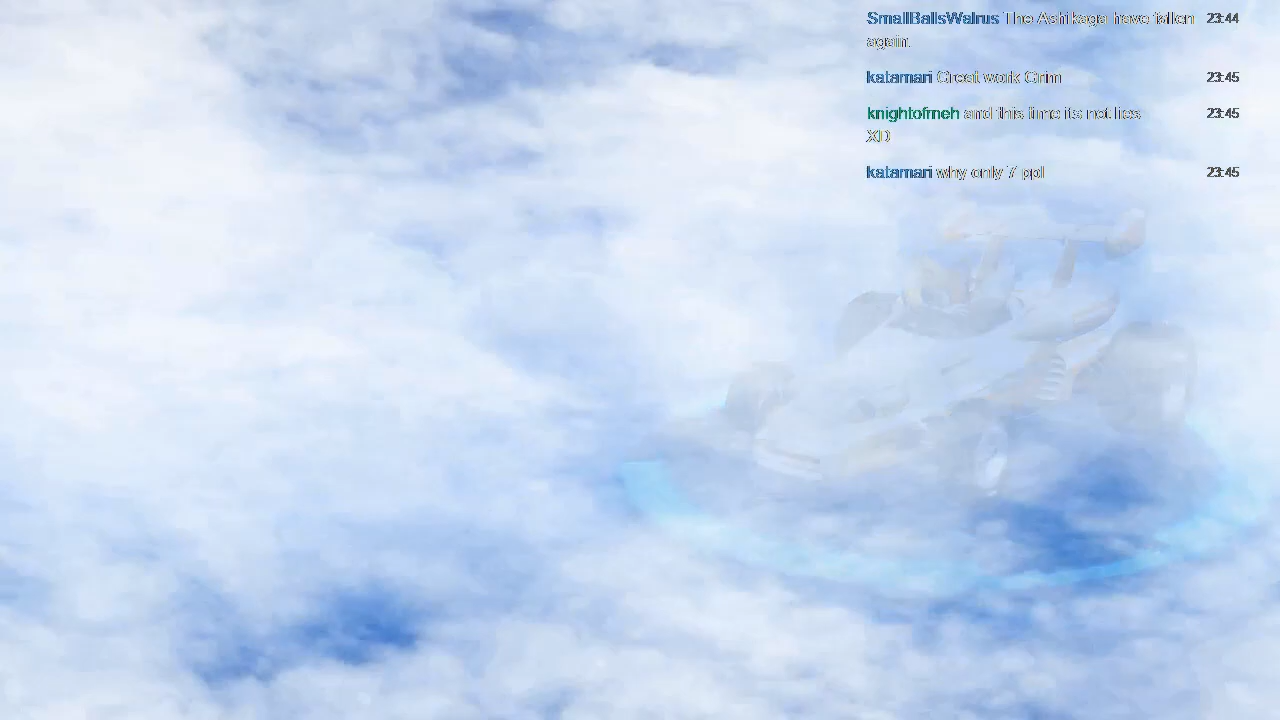 SmallBallsWalrus The Ashikaga have fallen 23:44
again.
katamari Great work Grim 23:45
knightofmeh and this time its not lies 23:45
XD
katamari why only 7 ppl 23:45